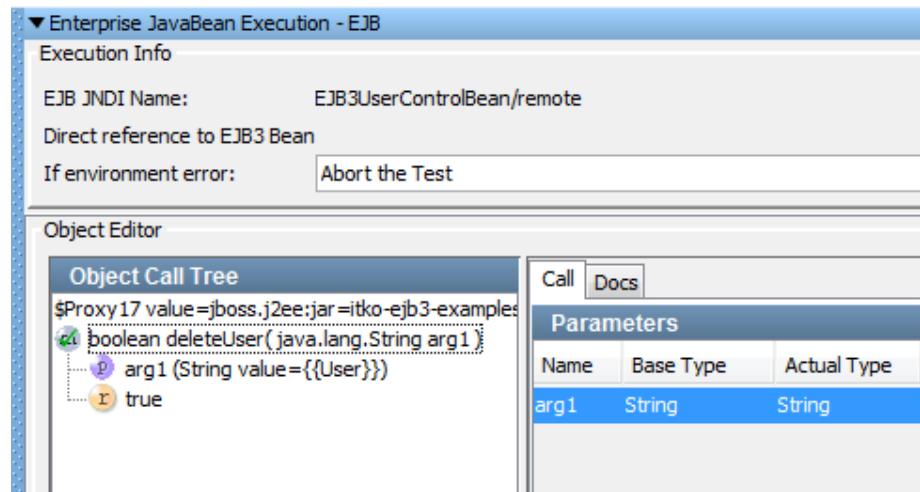 Enterprise JavaBean Execution - EJB
Execution Info
EJB JNDI Name: EJB3UserControlBean/remote
Direct reference to EJB3 Bean
If environment error: Abort the Test
Object Editor
Object Call Tree
$Proxy17 value=jboss.j2ee:jar=itko-ejb3-examples
boolean deleteUser( java.lang.String arg1 )
P arg1 (String value={{User}})
r true
Call Docs
Parameters
Name Base Type Actual Type
arg1 String String